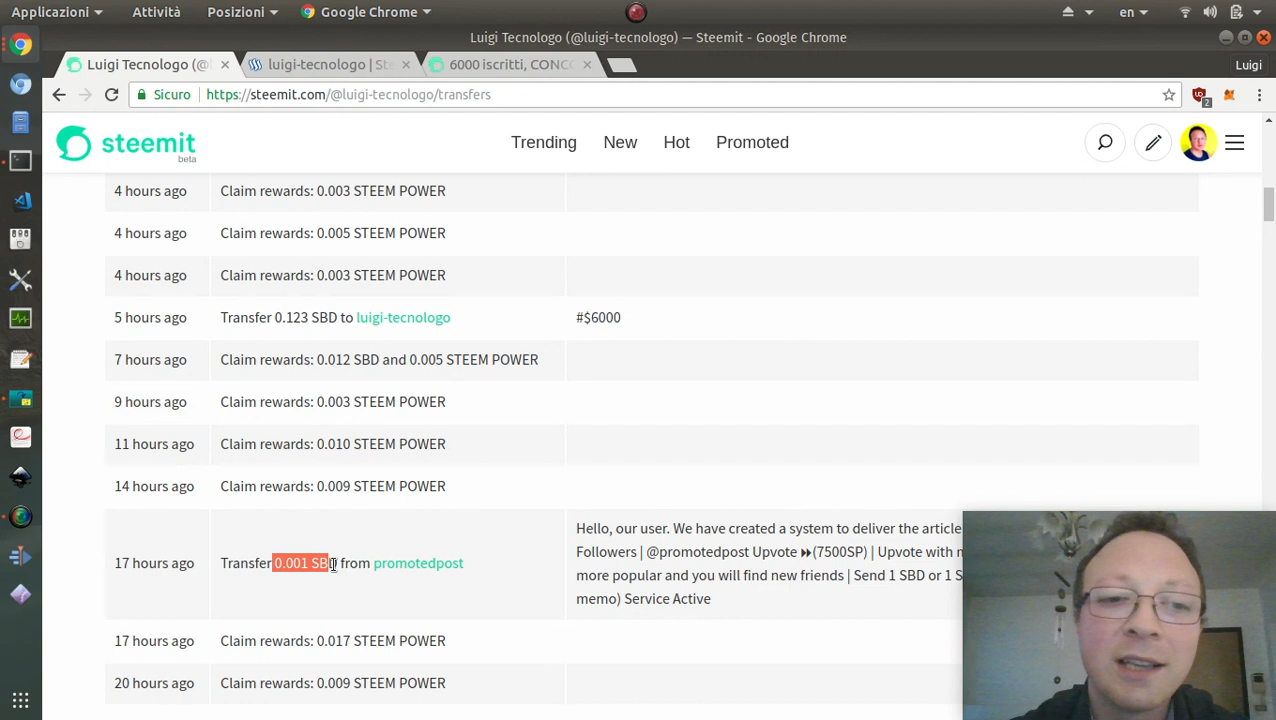 Applicazioni Attività Posizioni Google Chrome en
Luigi Tecnologo (@luigi-tecnologo) — Steemit - Google Chrome
Luigi Tecnologo (@l luigi-tecnologo | Ste 6000 iscritti, CONCO Luigi
Sicuro https://steemit.com/@luigi-tecnologo/transfers 2
steemit Trending New Hot Promoted
beta
4 hours ago Claim rewards: 0.003 STEEM POWER
4 hours ago Claim rewards: 0.005 STEEM POWER
4 hours ago Claim rewards: 0.003 STEEM POWER
5 hours ago Transfer 0.123 SBD to luigi-tecnologo #$6000
7 hours ago Claim rewards: 0.012 SBD and 0.005 STEEM POWER
9 hours ago Claim rewards: 0.003 STEEM POWER
11 hours ago Claim rewards: 0.010 STEEM POWER
14 hours ago Claim rewards: 0.009 STEEM POWER
Hello, our user. We have created a system to deliver the article
Followers | @promotedpost Upvote ⏩(7500SP) | Upvote with
17 hours ago Transfer 0.001 SBD from promotedpost
more popular and you will find new friends | Send 1 SBD or 1 S
memo) Service Active
17 hours ago Claim rewards: 0.017 STEEM POWER
20 hours ago Claim rewards: 0.009 STEEM POWER